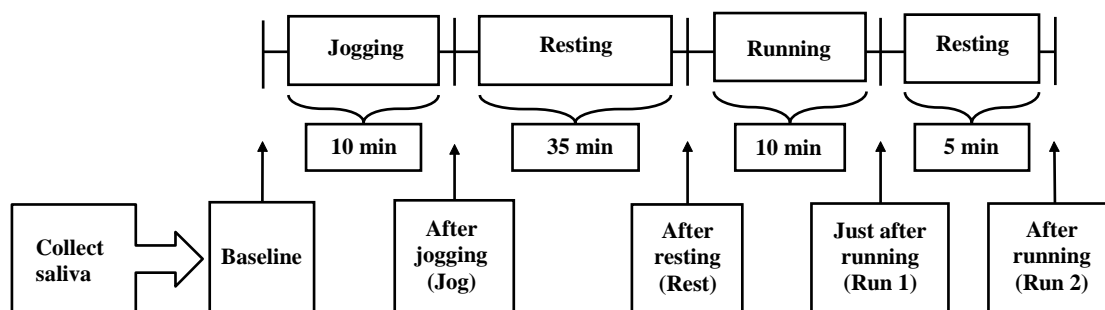 Jogging
Resting
Running
Resting
10 min
35 min
10 min
5 min
Collect
saliva
Baseline
After
jogging
(Jog)
After
resting
(Rest)
Just after
running
(Run 1)
After
running
(Run 2)